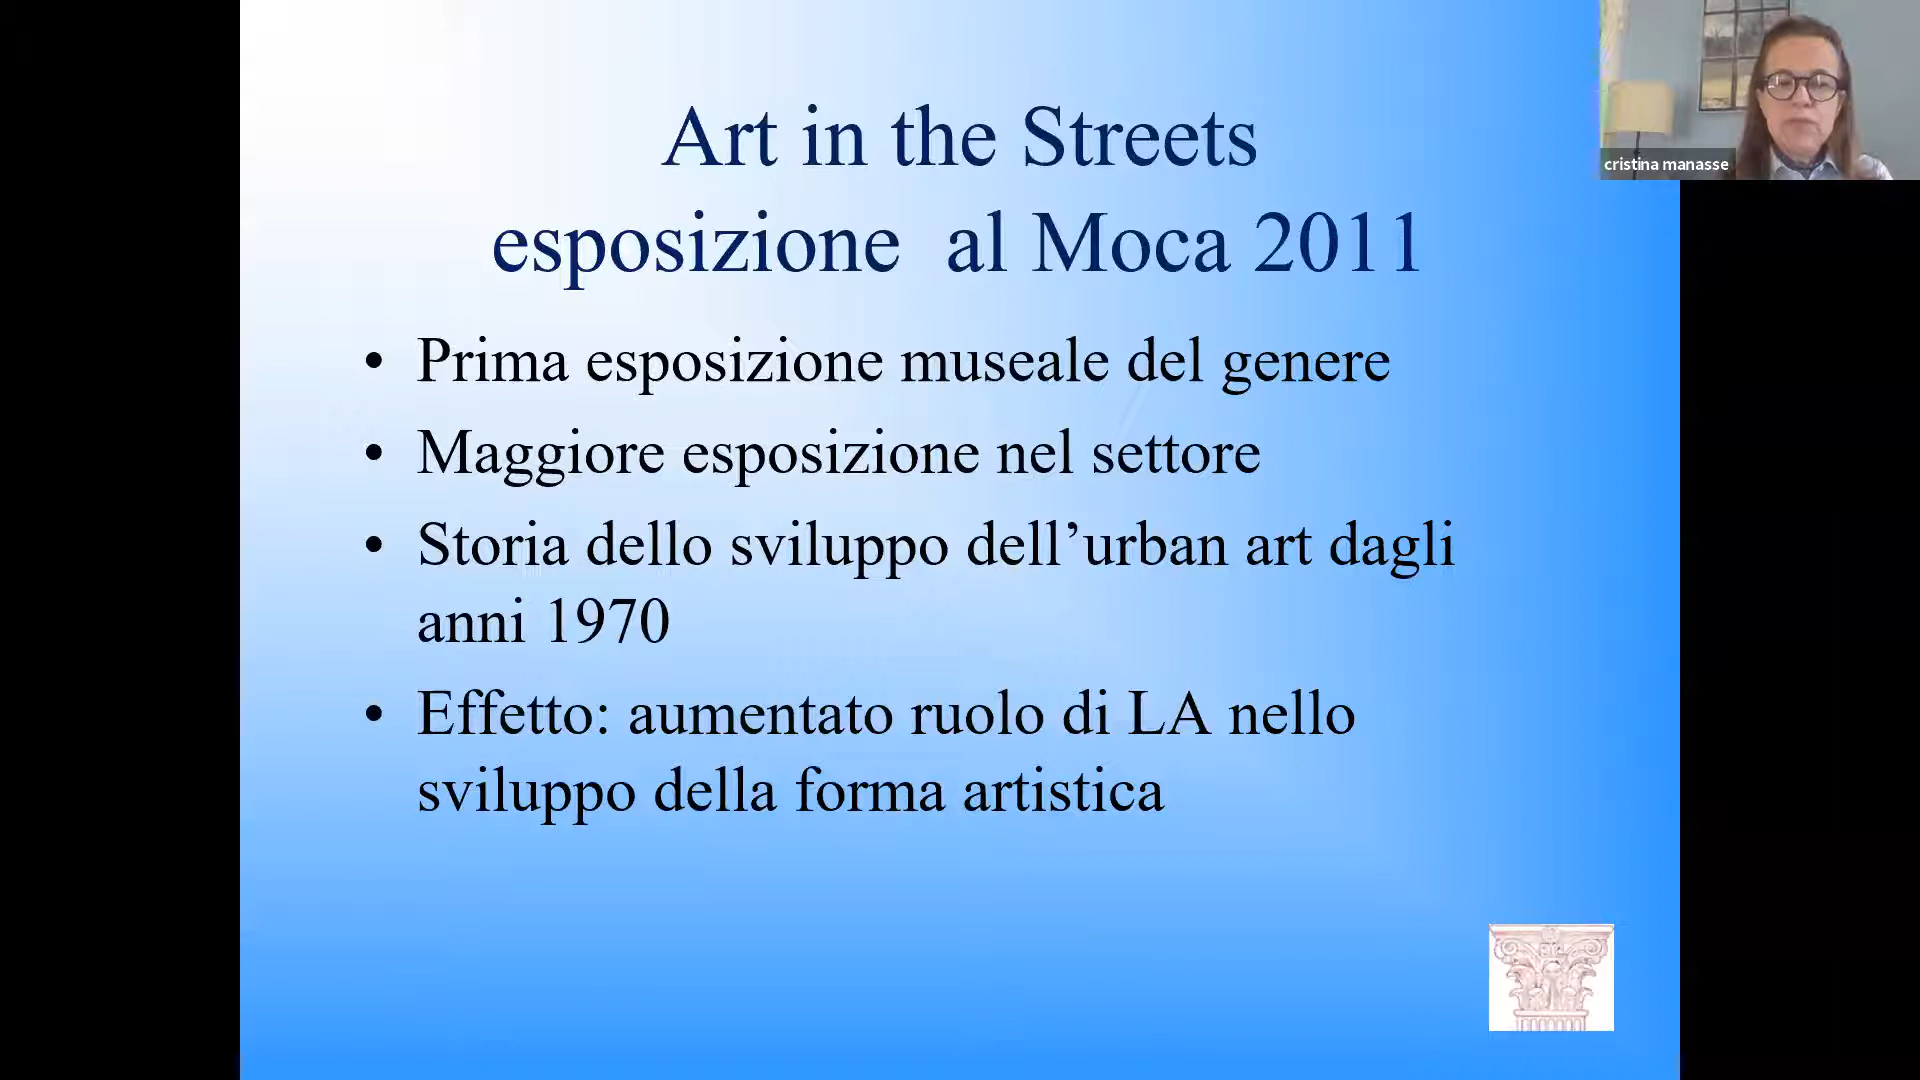 Art in the Streets
esposizione al Moca 2011
• Prima esposizione museale del genere
• Maggiore esposizione nel settore
• Storia dello sviluppo dell’urban art dagli
anni 1970
• Effetto: aumentato ruolo di LA nello
sviluppo della forma artistica
cristina manasse